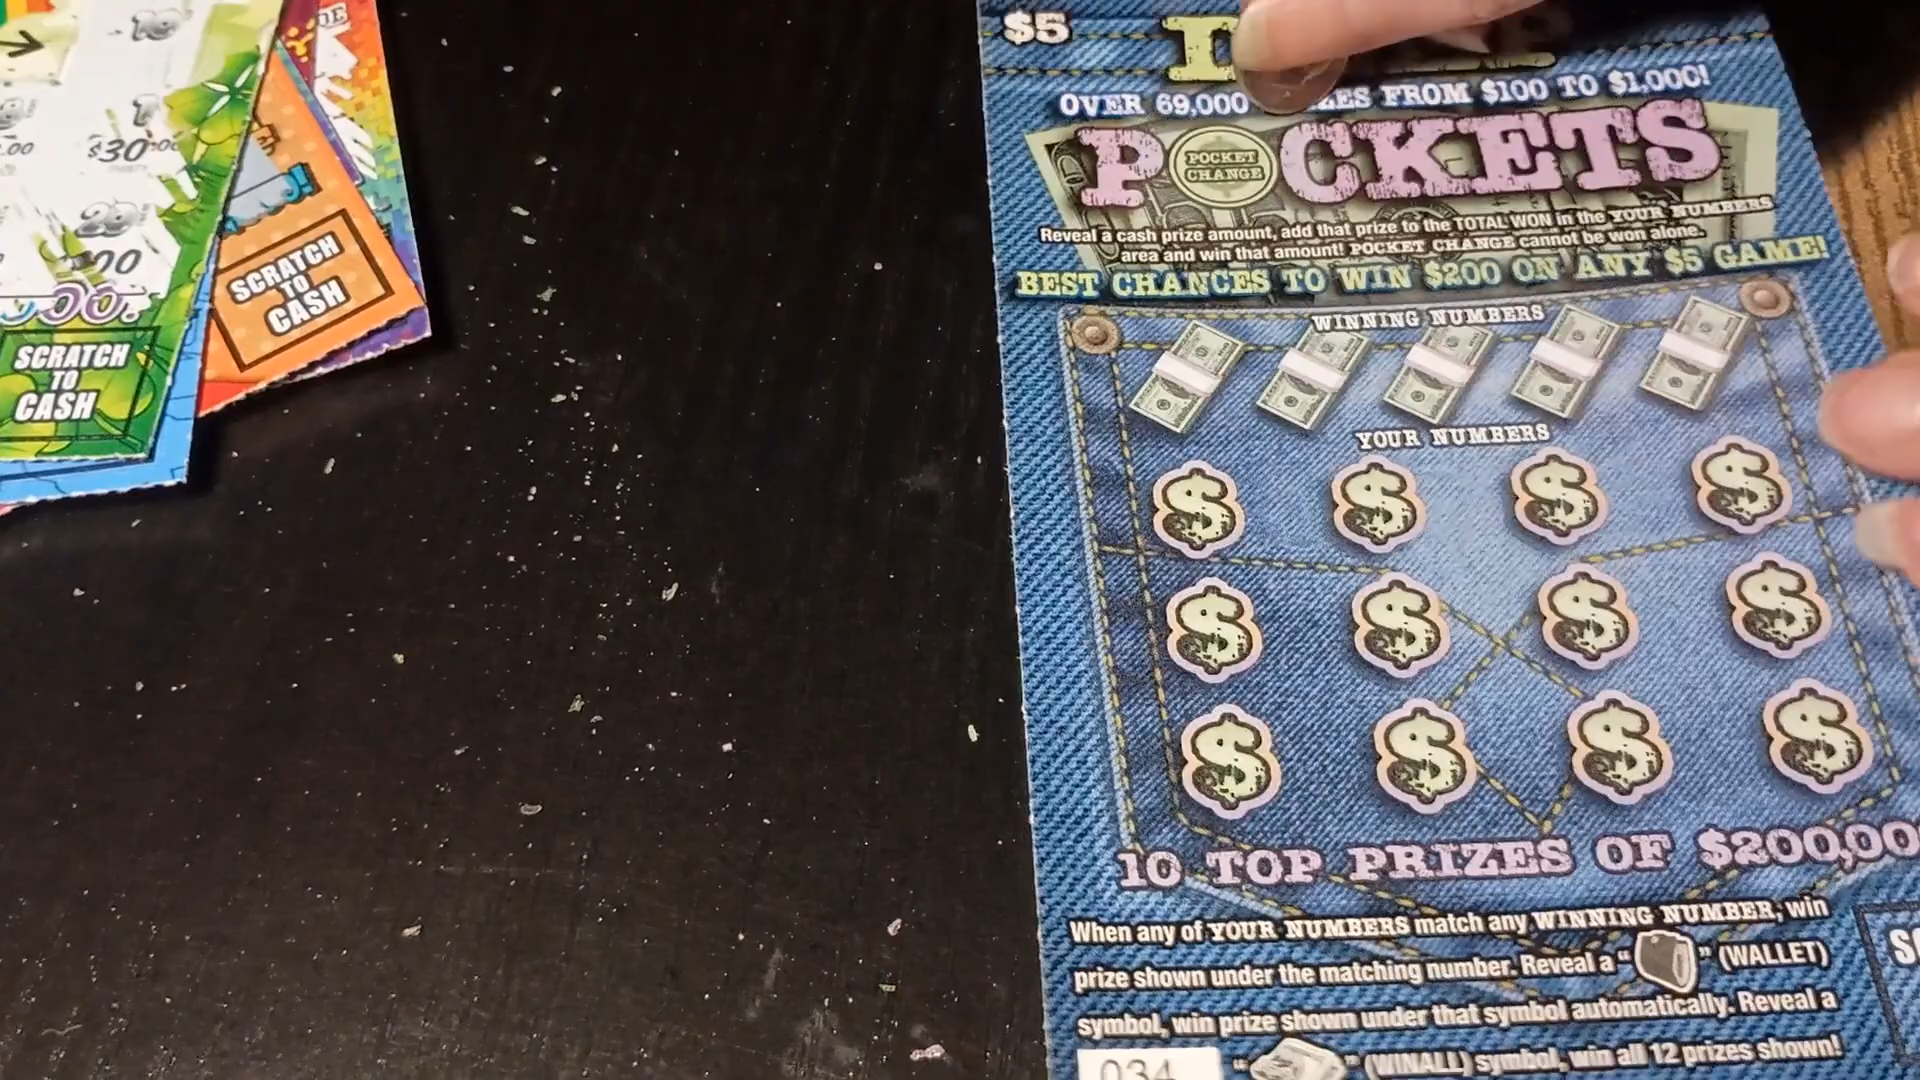 $5
OVER 69,000 FROM $100 TO $1,000!
POCKETS
POCKET
CHANGE
Reveal a cash prize amount, add that prize to the TOTAL WON in the YOUR NUMBERS
area and win that amount! POCKET CHANGE cannot be won alone.
BEST CHANCES TO WIN $200 ON ANY $5 GAME!
WINNING NUMBERS
YOUR NUMBERS
$ $ $ $
$ $ $ $
$ $ $ $
10 TOP PRIZES OF
When any of YOUR NUMBERS match any WINNING NUMBER, win
prize shown under the matching number. Reveal a " " (WALLET)
symbol, win prize shown under that symbol automatically. Reveal a
" " (WINALL) symbol, win all 12 prizes shown!
034
19
1
$30
29
SCRATCH
TO
CASH
SCRATCH
TO
CASH